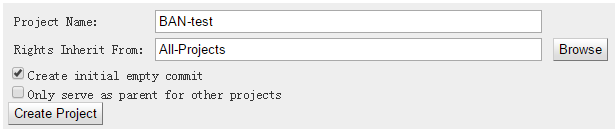 Project Name: BAN-test
Rights Inherit From: All-Projects Browse
Create initial empty commit
Only serve as parent for other projects
Create Project